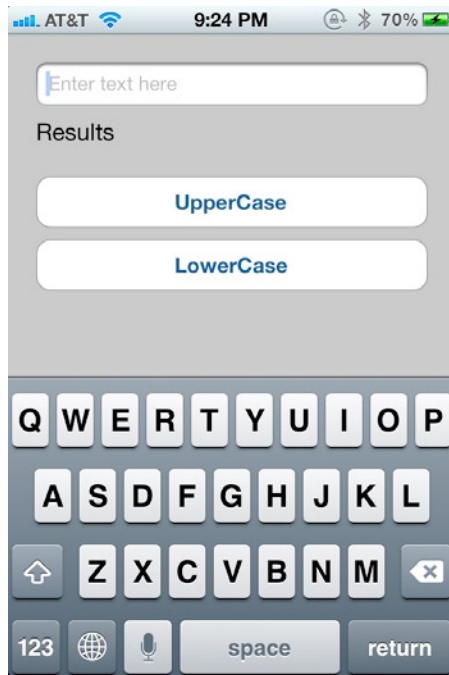 AT&T 9:24 PM 70%
Enter text here
Results
UpperCase
LowerCase
Q W E R T Y U I O P
A S D F G H J K L
Z X C V B N M
123 space return